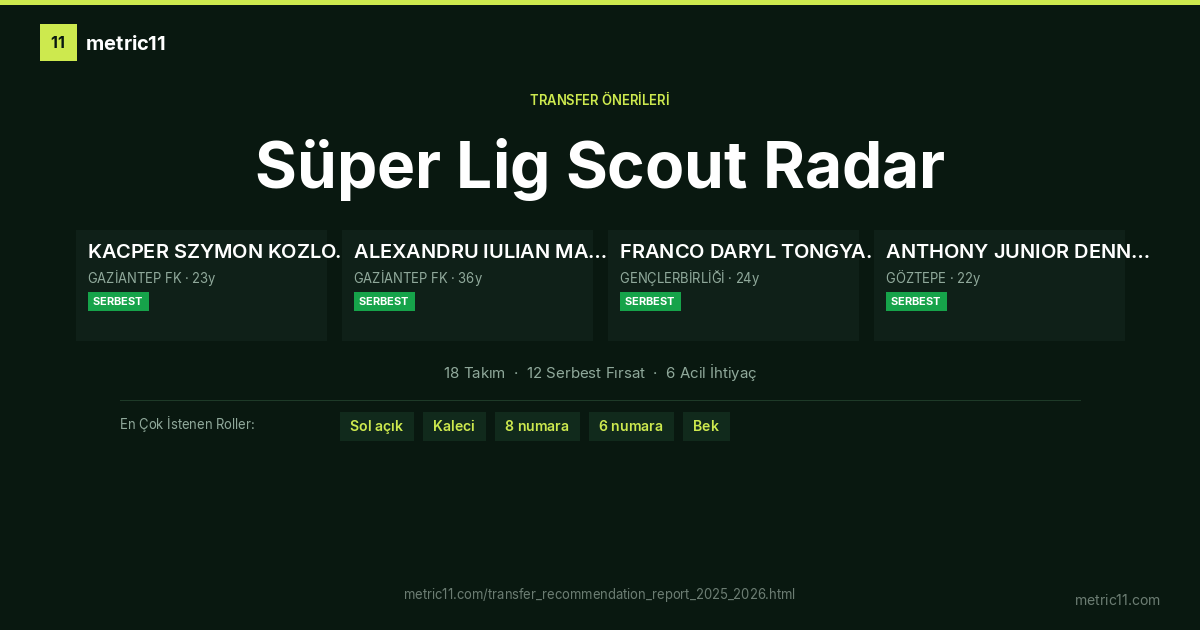 11 metric11
TRANSFER ÖNERİLERİ
Süper Lig Scout Radar
KACPER SZYMON KOZLO.
GAZİANTEP FK · 23y
SERBEST
ALEXANDRU IULIAN MA...
GAZİANTEP FK · 36y
SERBEST
FRANCO DARYL TONGYA.
GENÇLERBİRLİĞİ · 24y
SERBEST
ANTHONY JUNIOR DENN...
GÖZTEPE · 22y
SERBEST
18 Takım · 12 Serbest Fırsat · 6 Acil İhtiyaç
En Çok İstenen Roller: Sol açık Kaleci 8 numara 6 numara Bek
metric11.com/transfer_recommendation_report_2025_2026.html
metric11.com